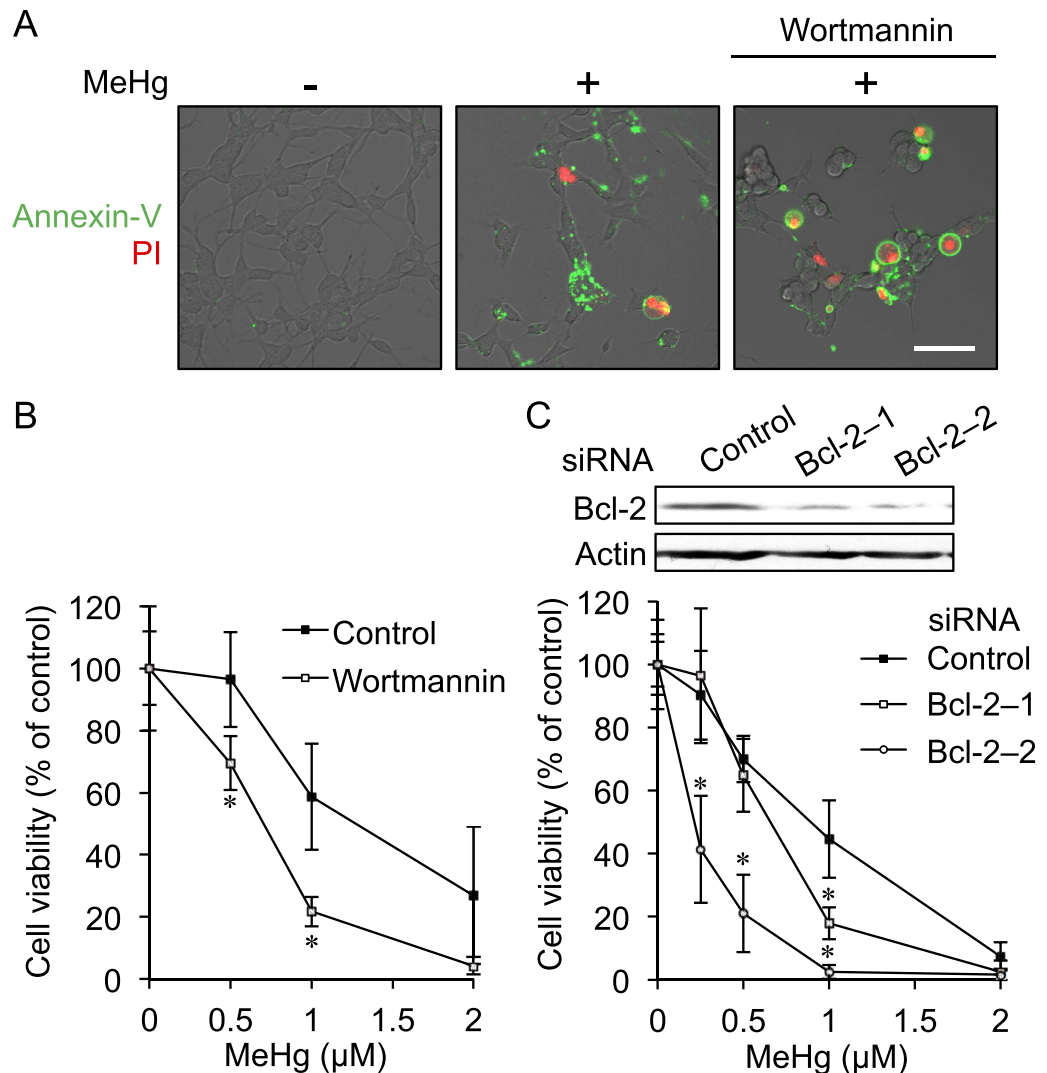 A
Wortmannin
MeHg - + +
Annexin-V
PI
B
C
siRNA Control Bcl-2–1 Bcl-2–2
Bcl-2
Actin
Cell viability (% of control)
120
100
80
60
40
20
0
0 0.5 1 1.5 2
MeHg (µM)
Control
Wortmannin
*
*
Cell viability (% of control)
120
100
80
60
40
20
0
0 0.5 1 1.5 2
MeHg (µM)
siRNA
Control
Bcl-2–1
Bcl-2–2
*
*
*
*